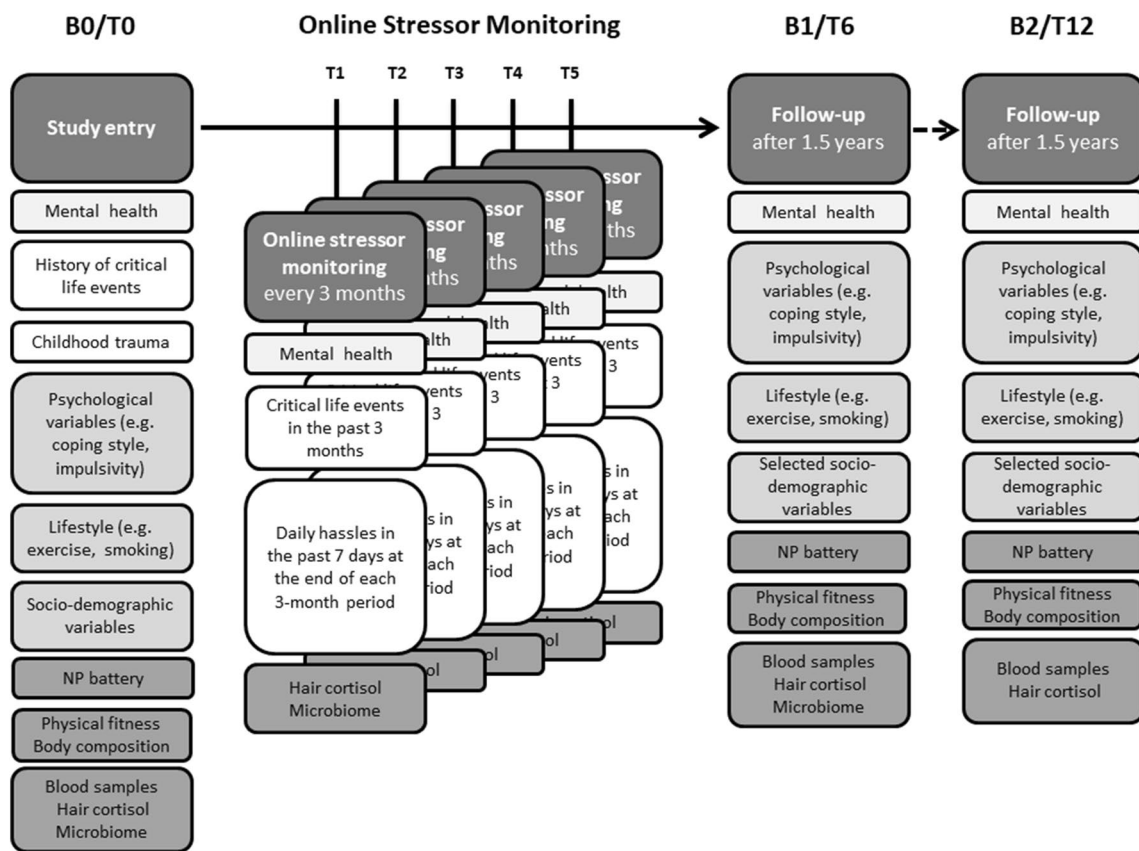 B0/T0
Study entry
Mental health
History of critical
life events
Childhood trauma
Psychological
variables (e.g.
coping style,
impulsivity)
Lifestyle (e.g.
exercise, smoking)
Socio-demographic
variables
NP battery
Physical fitness
Body composition
Blood samples
Hair cortisol
Microbiome
Online Stressor Monitoring
T1
T2
T3
T4
T5
Online stressor
monitoring
every 3 months
Mental health
Critical life events
in the past 3
months
Daily hassles in
the past 7 days at
the end of each
3-month period
Hair cortisol
Microbiome
B1/T6
Follow-up
after 1.5 years
Mental health
Psychological
variables (e.g.
coping style,
impulsivity)
Lifestyle (e.g.
exercise, smoking)
Selected socio-
demographic
variables
NP battery
Physical fitness
Body composition
Blood samples
Hair cortisol
Microbiome
B2/T12
Follow-up
after 1.5 years
Mental health
Psychological
variables (e.g.
coping style,
impulsivity)
Lifestyle (e.g.
exercise, smoking)
Selected socio-
demographic
variables
NP battery
Physical fitness
Body composition
Blood samples
Hair cortisol